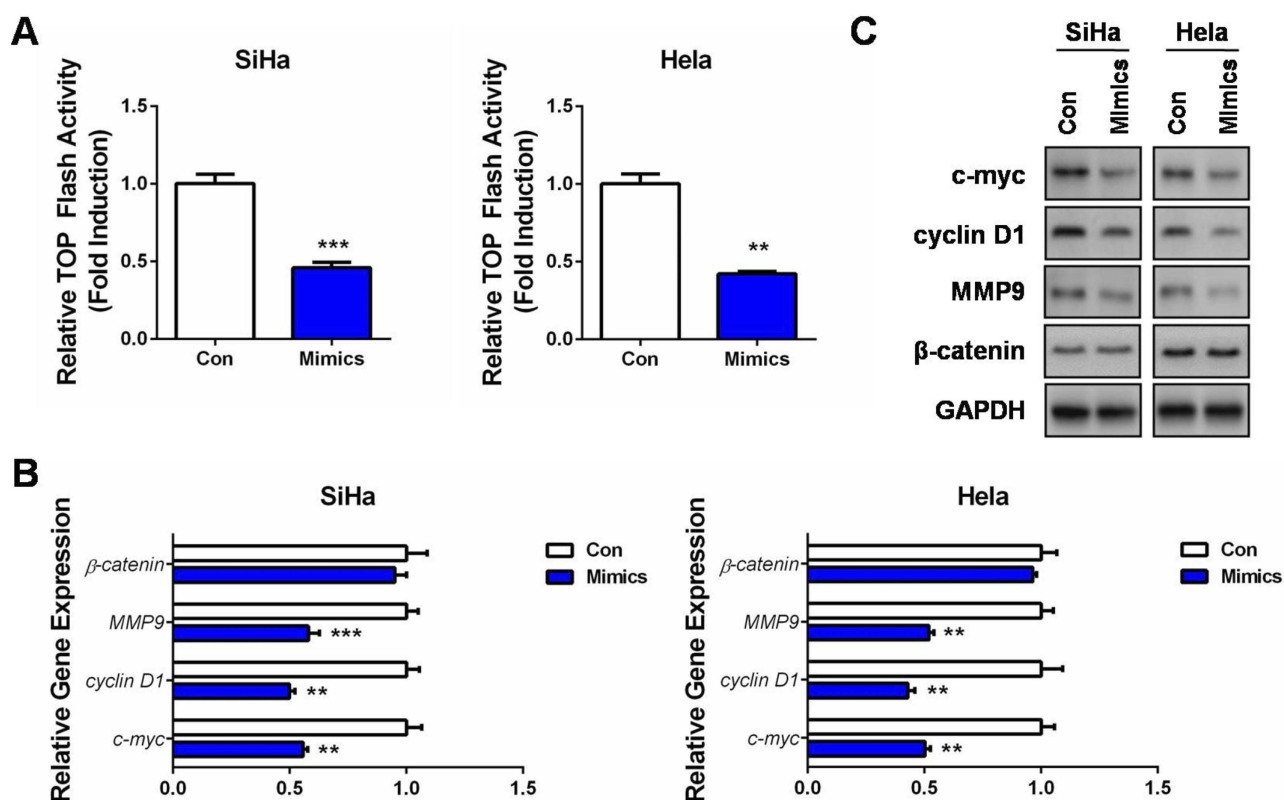 A
SiHa
Relative TOP Flash Activity
(Fold Induction)
1.5
1.0
0.5
0.0
***
Con
Mimics
Hela
Relative TOP Flash Activity
(Fold Induction)
1.5
1.0
0.5
0.0
**
Con
Mimics
C
SiHa
Hela
Con
Mimics
Con
Mimics
c-myc
cyclin D1
MMP9
β-catenin
GAPDH
B
SiHa
Relative Gene Expression
β-catenin
MMP9
***
cyclin D1
**
c-myc
**
0.0
0.5
1.0
1.5
Con
Mimics
Hela
Relative Gene Expression
β-catenin
MMP9
**
cyclin D1
**
c-myc
**
0.0
0.5
1.0
1.5
Con
Mimics